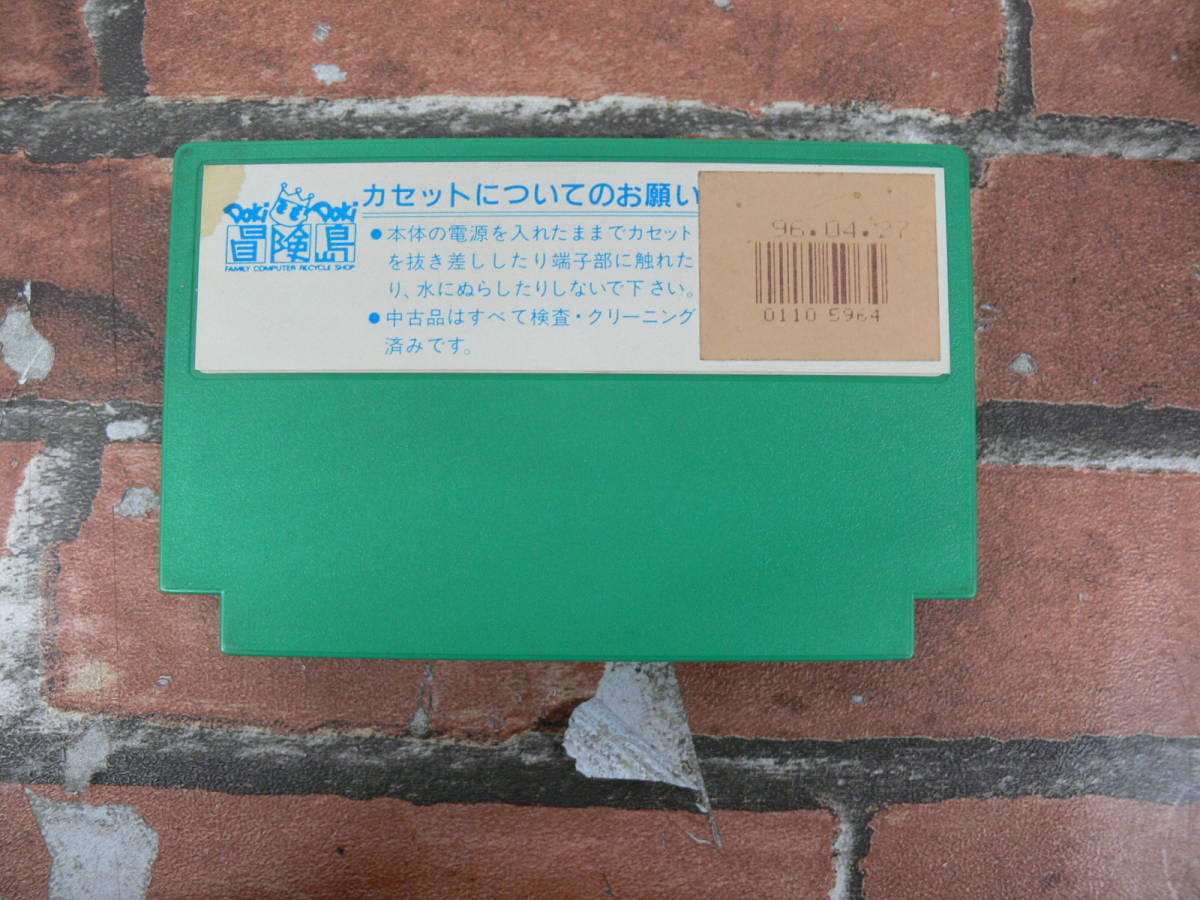 Doki Doki
冒険島
FAMILY COMPUTER RECYCLE SHOP
カセットについてのお願い
●本体の電源を入れたままでカセット
を抜き差ししたり端子部に触れた
り、水にぬらしたりしないで下さい。
●中古品はすべて検査・クリーニング
済みです。
96.04.27
0110 5964